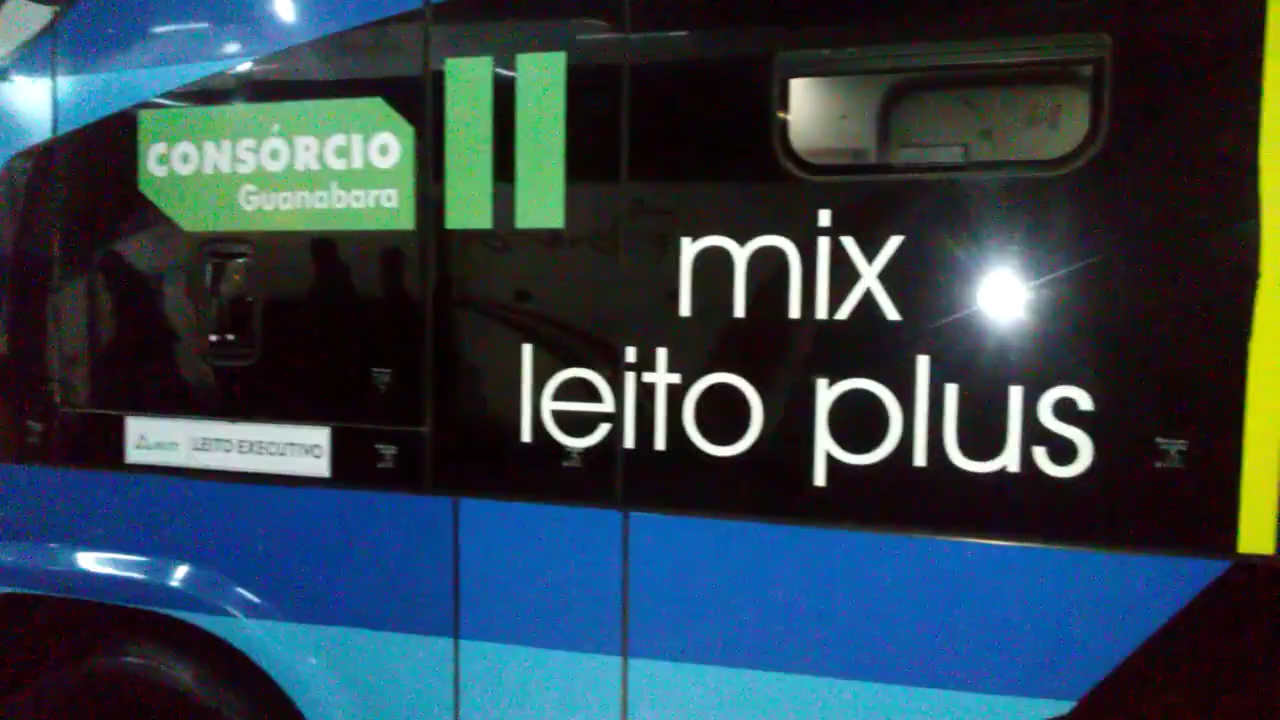 CONSÓRCIO
Guanabara
mix
leito plus
LEITO EXECUTIVO